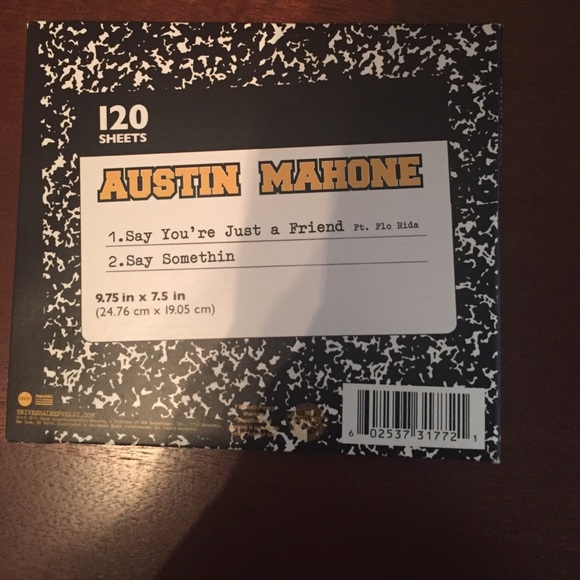 120
SHEETS
AUSTIN MAHONE
1.Say You're Just a Friend Ft. Flo Rida
2.Say Somethin
9.75 in x 7.5 in
(24.76 cm x 19.05 cm)
UNIVERSALREPUBLIC.COM
6 02537 31772 1